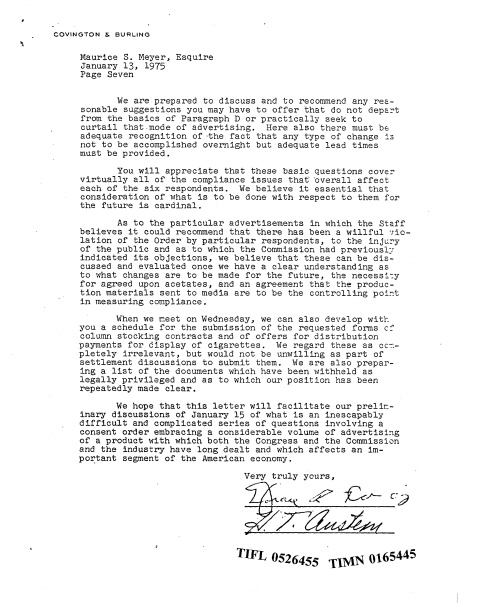 COVINGTON & BURLING
Maurice S. Meyer, Esquire
January 13, 1975
Page Seven
We are prepared to discuss and to recommend any rea-
sonable suggestions you may have to offer that do not depart
from the basics of Paragraph D or practically seek to
curtail that mode of advertising. Here also there must be
adequate recognition of the fact that any type of change is
not to be accomplished overnight but adequate lead times
must be provided.
You will appreciate that these basic questions cover
virtually all of the compliance issues that overall affect
each of the six respondents. We believe it essential that
consideration of what is to be done with respect to them for
the future is cardinal.
As to the particular advertisements in which the Staff
believes it could recommend that there has been a willful vio-
lation of the Order by particular respondents, to the injury
of the public and as to which the Commission had previously
indicated its objections, we believe that these can be dis-
cussed and evaluated once we have a clear understanding as
to what changes are to be made for the future, the necessity
for agreed upon acetates, and an agreement that the produc-
tion materials sent to media are to be the controlling point
in measuring compliance.
When we meet on Wednesday, we can also develop with
you a schedule for the submission of the requested forms of
column stocking contracts and of offers for distribution
payments for display of cigarettes. We regard these as com-
pletely irrelevant, but would not be unwilling as part of
settlement discussions to submit them. We are also prepar-
ing a list of the documents which have been withheld as
legally privileged and as to which our position has been
repeatedly made clear.
We hope that this letter will facilitate our prelim-
inary discussions of January 15 of what is an inescapably
difficult and complicated series of questions involving a
consent order embracing a considerable volume of advertising
of a product with which both the Congress and the Commission
and the industry have long dealt and which affects an im-
portant segment of the American economy.
Very truly yours,
H. T. Austern
TIFL 0526455 TIMN 0165445